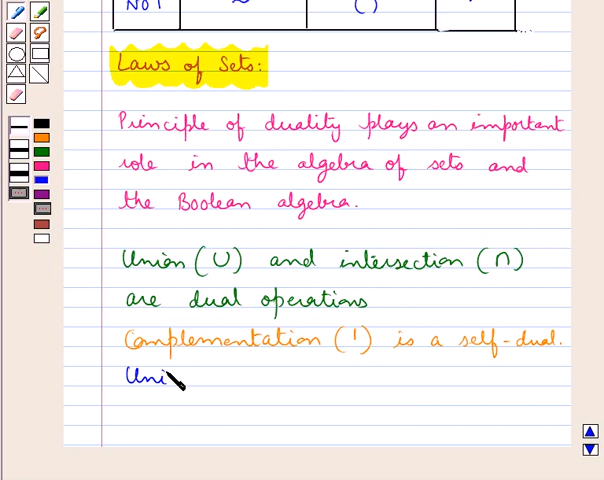 NOT ~ ( )
Laws of Sets:
Principle of duality plays an important
role in the algebra of sets and
the Boolean algebra.
Union (∪) and intersection (∩)
are dual operations
Complementation (') is a self-dual.
Uni